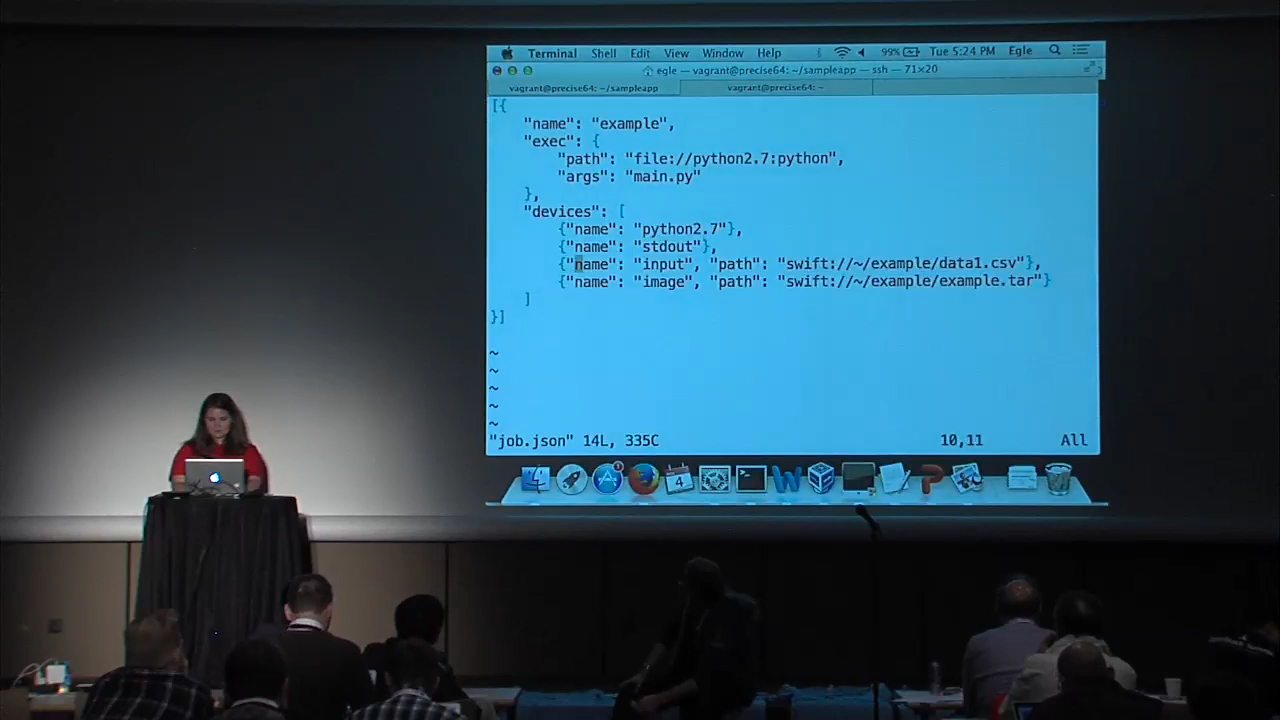 Terminal Shell Edit View Window Help 99% Tue 5:24 PM Egle
egle — vagrant@precise64: ~/sampleapp — ssh — 71×20
vagrant@precise64: ~/sampleapp vagrant@precise64: ~
[{
"name": "example",
"exec": {
"path": "file://python2.7:python",
"args": "main.py"
},
"devices": [
{"name": "python2.7"},
{"name": "stdout"},
{"name": "input", "path": "swift://~/example/data1.csv"},
{"name": "image", "path": "swift://~/example/example.tar"}
]
}]
~
~
~
~
~
"job.json" 14L, 335C 10,11 All
1 4 W P